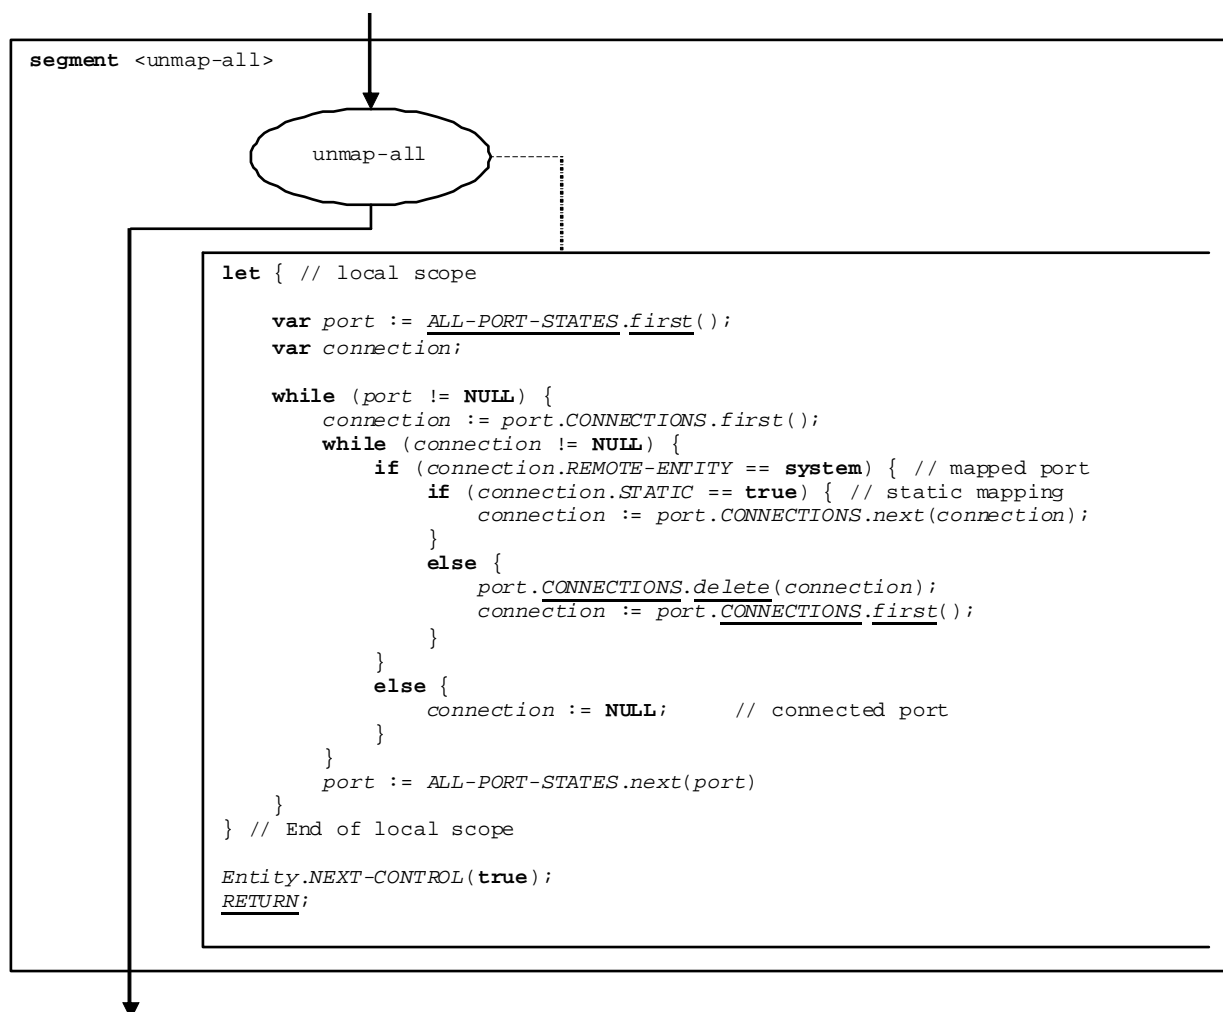 segment <unmap-all>
unmap-all
let { // local scope
var port := ALL-PORT-STATES.first();
var connection;
while (port != NULL) {
connection := port.CONNECTIONS.first();
while (connection != NULL) {
if (connection.REMOTE-ENTITY == system) { // mapped port
if (connection.STATIC == true) { // static mapping
connection := port.CONNECTIONS.next(connection);
}
else {
port.CONNECTIONS.delete(connection);
connection := port.CONNECTIONS.first();
}
}
else {
connection := NULL; // connected port
}
}
port := ALL-PORT-STATES.next(port)
}
} // End of local scope
Entity.NEXT-CONTROL(true);
RETURN;